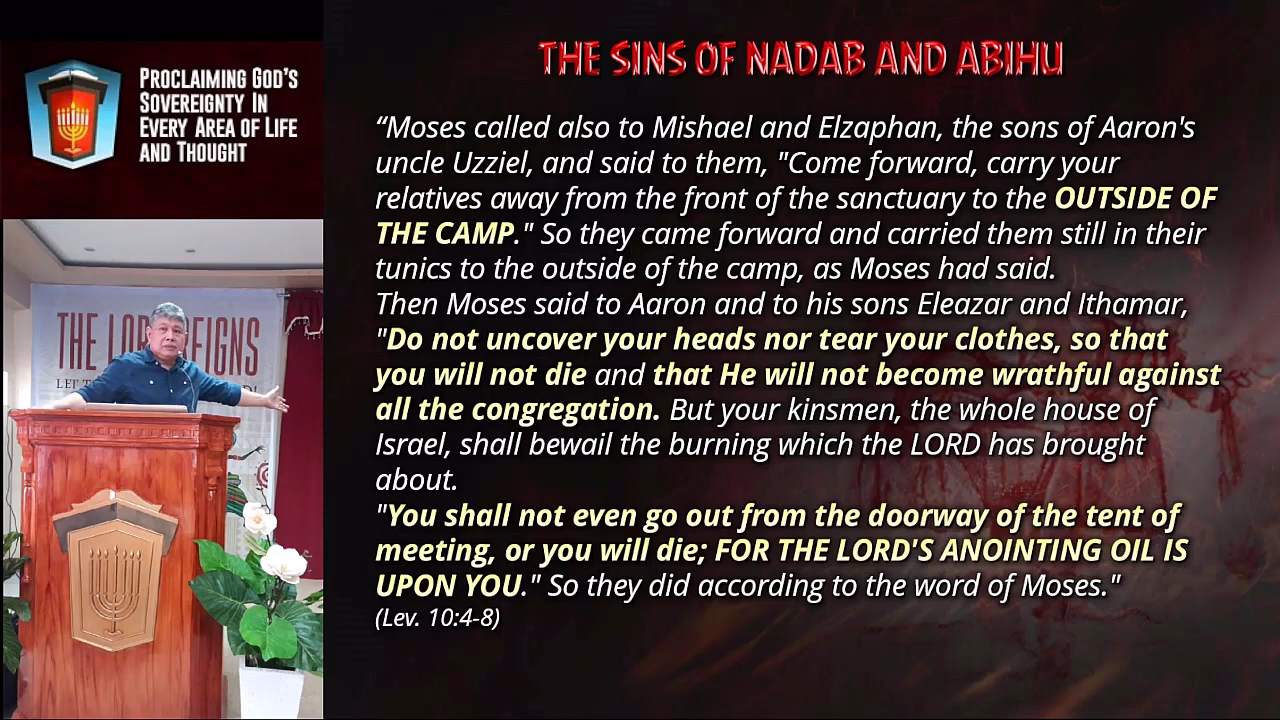 PROCLAIMING GOD'S
SOVEREIGNTY IN
EVERY AREA OF LIFE
AND THOUGHT
THE LORD REIGNS
THE SINS OF NADAB AND ABIHU
“Moses called also to Mishael and Elzaphan, the sons of Aaron's
uncle Uzziel, and said to them, "Come forward, carry your
relatives away from the front of the sanctuary to the OUTSIDE OF
THE CAMP." So they came forward and carried them still in their
tunics to the outside of the camp, as Moses had said.
Then Moses said to Aaron and to his sons Eleazar and Ithamar,
"Do not uncover your heads nor tear your clothes, so that
you will not die and that He will not become wrathful against
all the congregation. But your kinsmen, the whole house of
Israel, shall bewail the burning which the LORD has brought
about.
"You shall not even go out from the doorway of the tent of
meeting, or you will die; FOR THE LORD'S ANOINTING OIL IS
UPON YOU." So they did according to the word of Moses."
(Lev. 10:4-8)